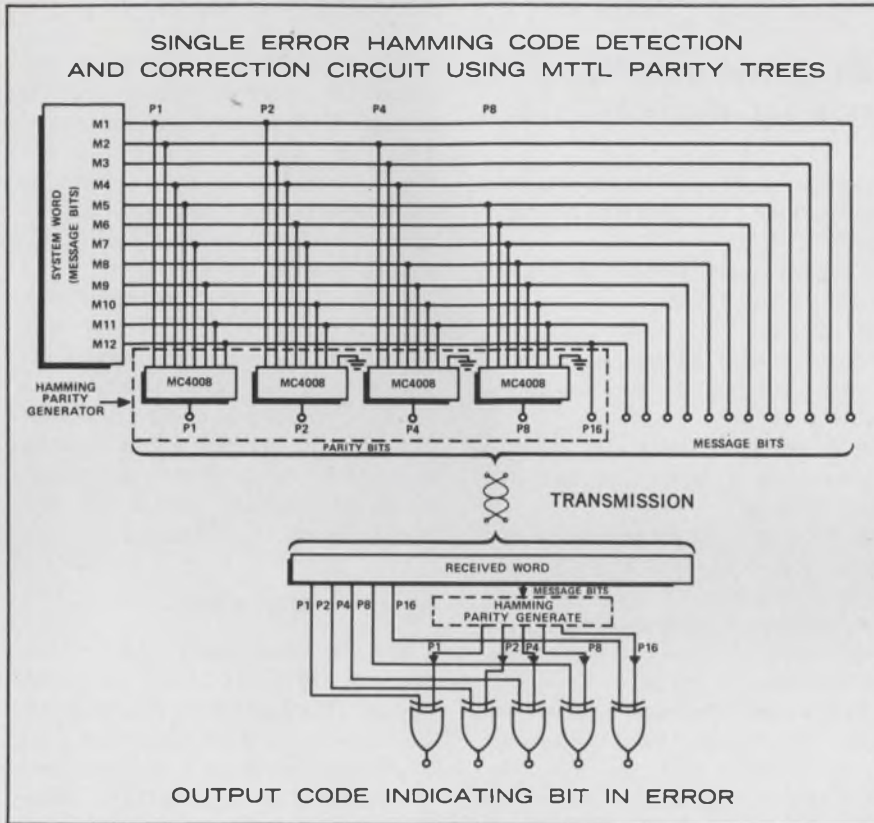 SINGLE ERROR HAMMING CODE DETECTION
AND CORRECTION CIRCUIT USING MTTL PARITY TREES
P1 P2 P4 P8
SYSTEM WORD
(MESSAGE BITS)
M1
M2
M3
M4
M5
M6
M7
M8
M9
M10
M11
M12
HAMMING
PARITY
GENERATOR
MC4008 MC4008 MC4008 MC4008
P1 P2 P4 P8 P16
PARITY BITS
MESSAGE BITS
TRANSMISSION
RECEIVED WORD
P1 P2 P4 P8 P16
MESSAGE BITS
HAMMING
PARITY GENERATE
P1 P2 P4 P8 P16
OUTPUT CODE INDICATING BIT IN ERROR